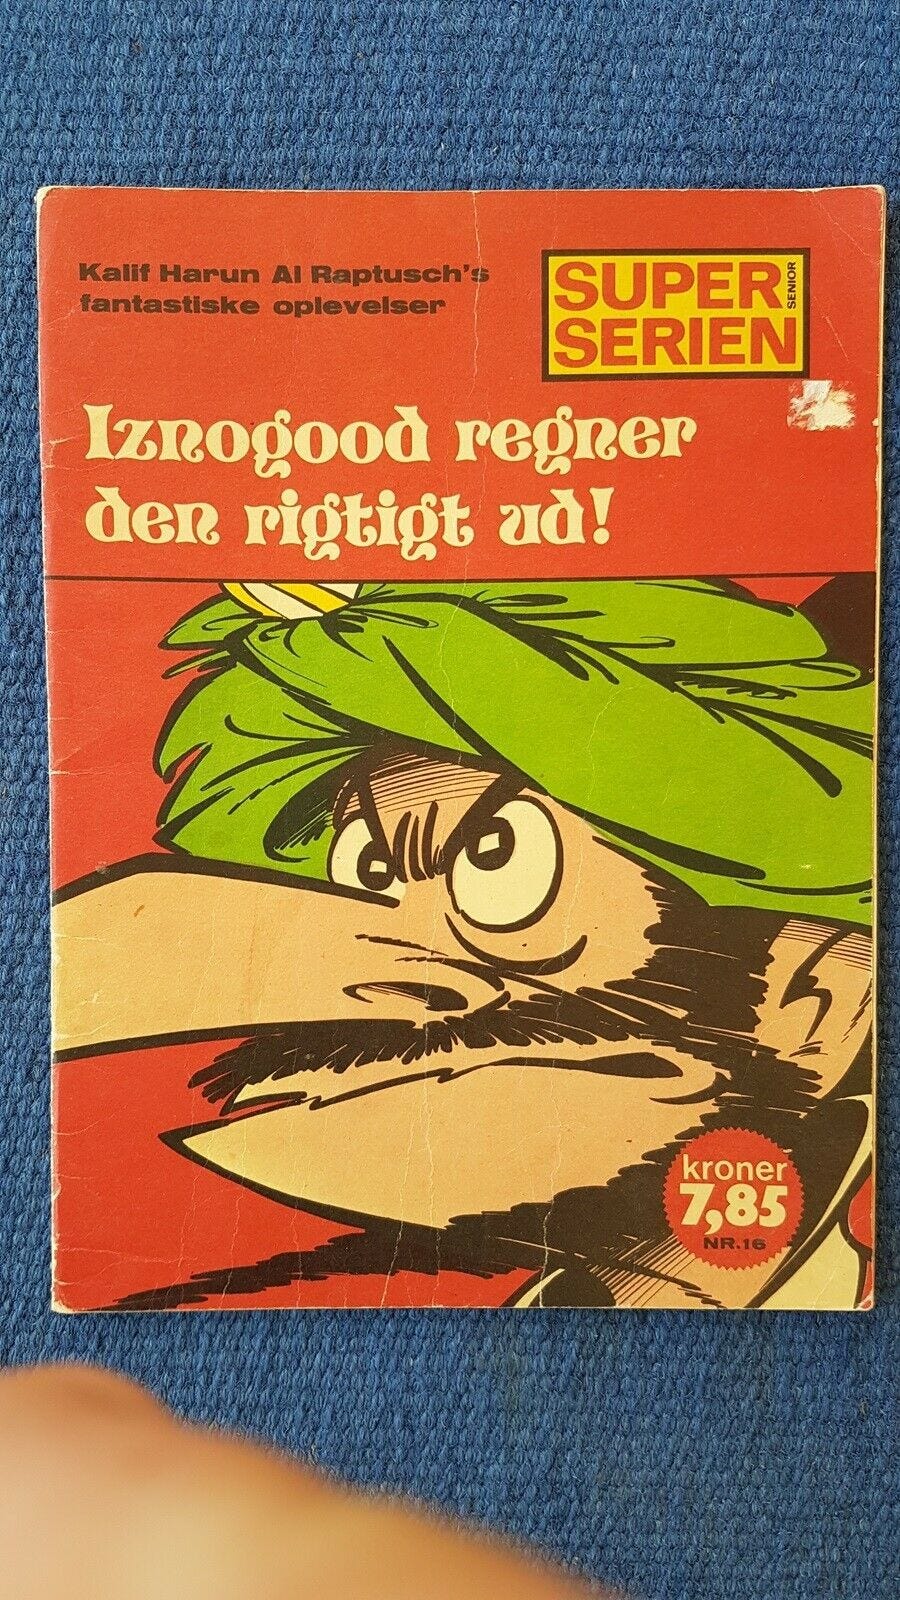 Kalif Harun Al Raptusch's
fantastiske oplevelser
SUPER
SENIOR
SERIEN
Iznogood regner
den rigtigt ud!
kroner
7,85
NR.16